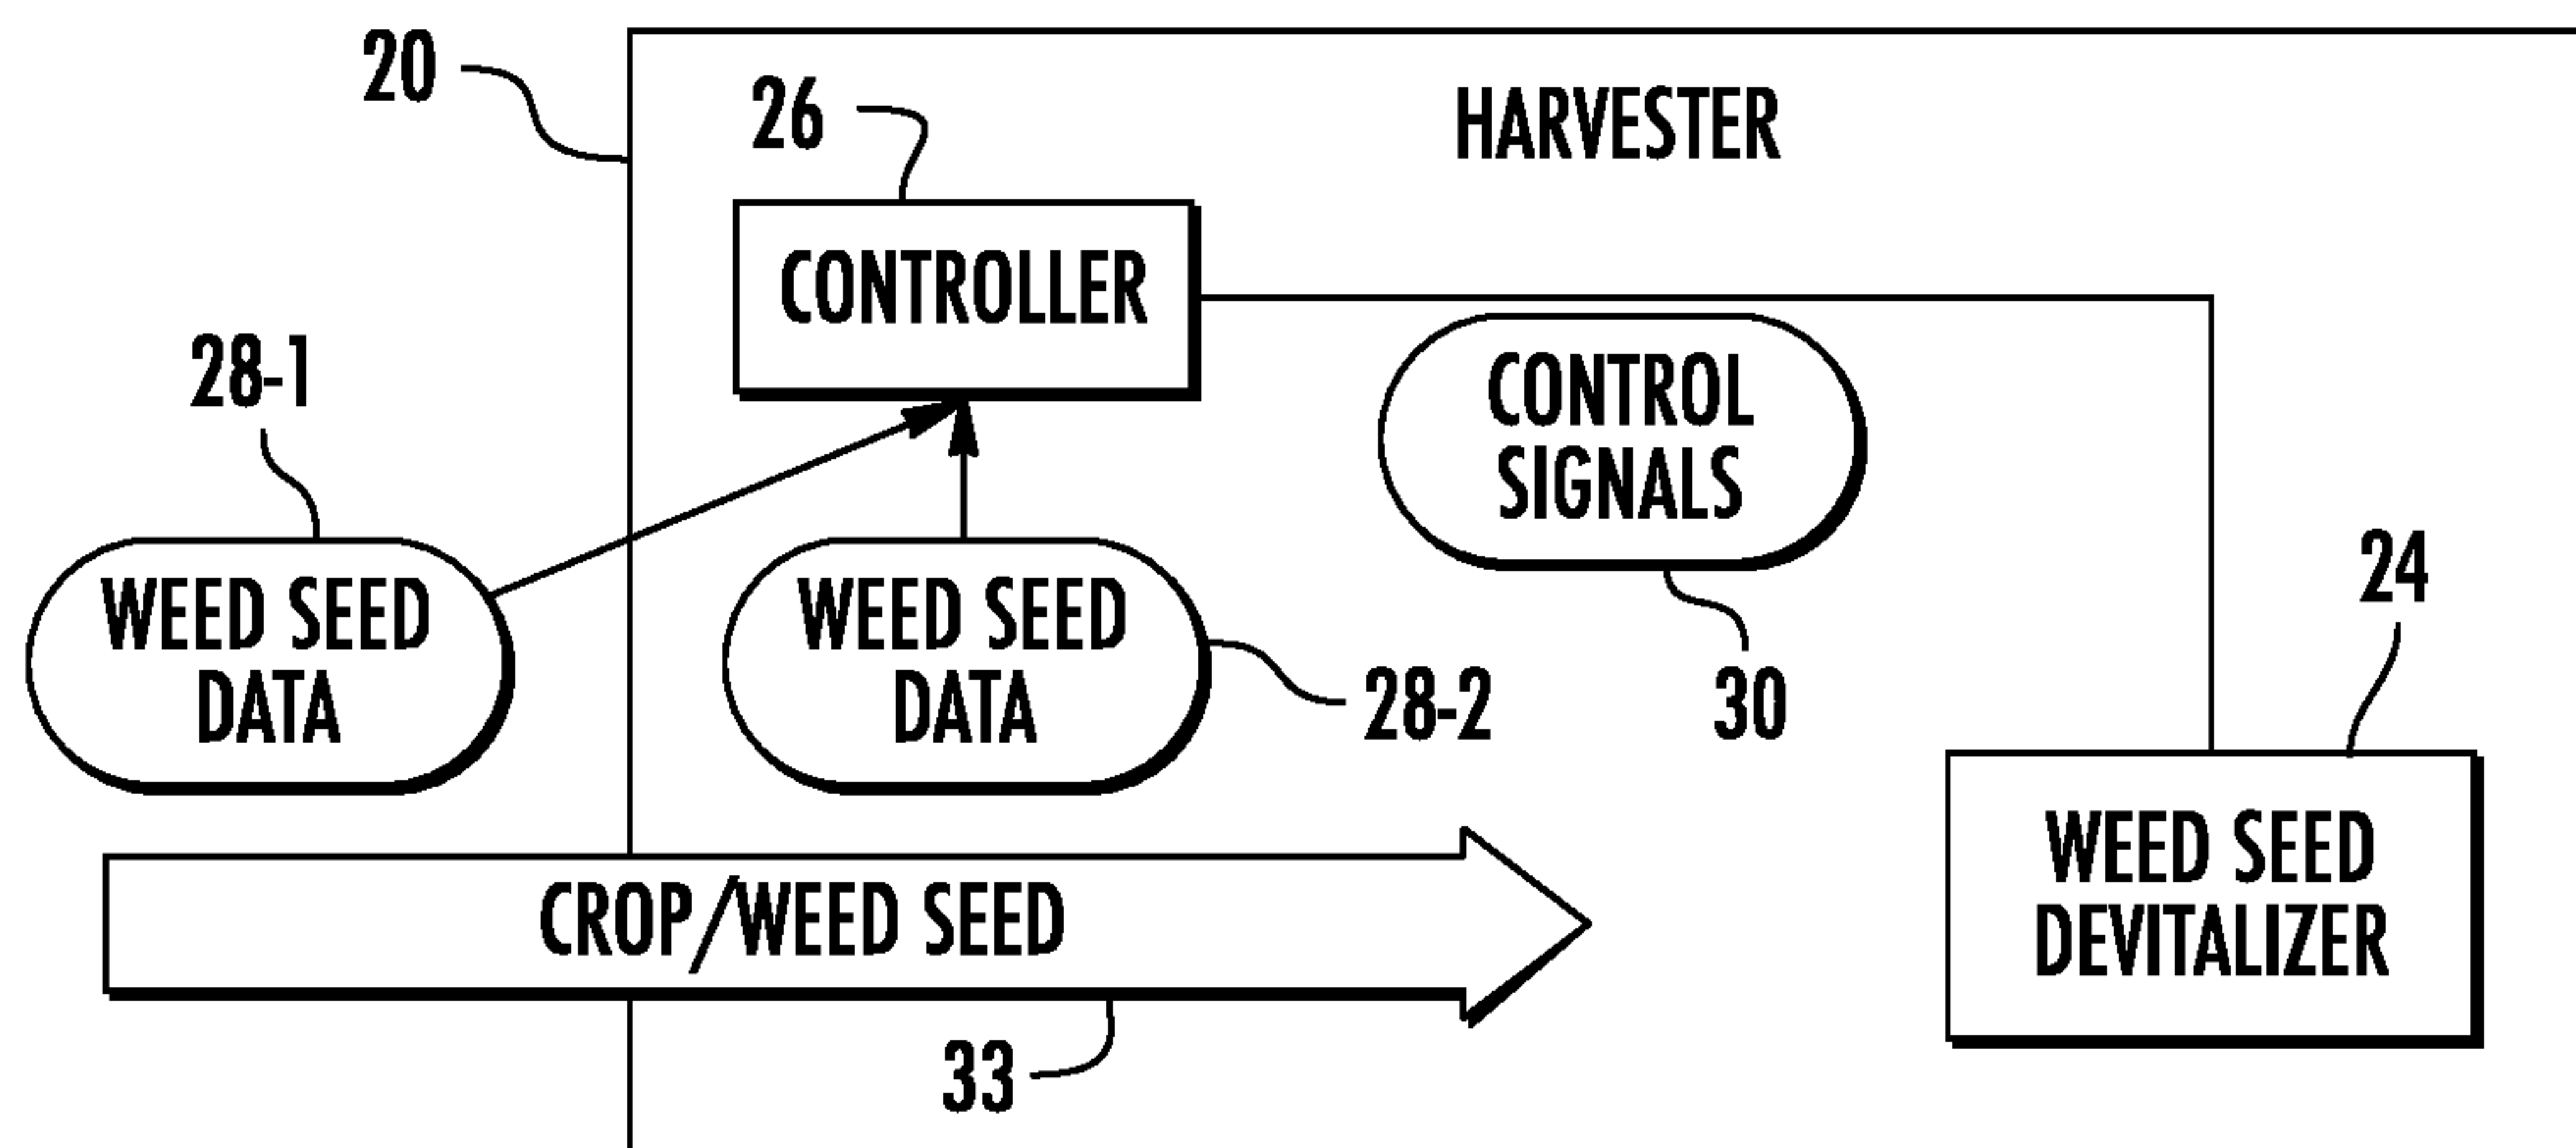 20
26
HARVESTER
CONTROLLER
28-1
CONTROL
SIGNALS
24
WEED SEED
DATA
WEED SEED
DATA
28-2
30
WEED SEED
DEVITALIZER
CROP/WEED SEED
33